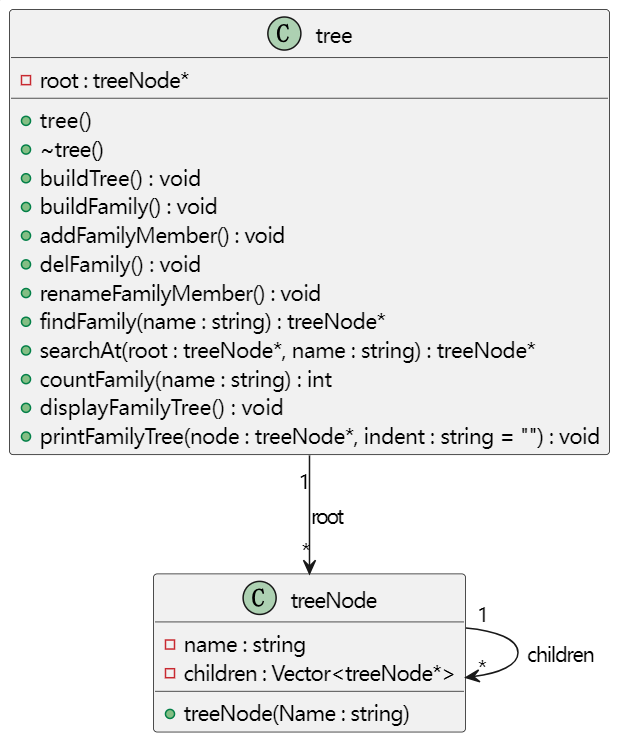 C tree
root : treeNode*
tree()
~tree()
buildTree() : void
buildFamily() : void
addFamilyMember() : void
delFamily() : void
renameFamilyMember() : void
findFamily(name : string) : treeNode*
searchAt(root : treeNode*, name : string) : treeNode*
countFamily(name : string) : int
displayFamilyTree() : void
printFamilyTree(node : treeNode*, indent : string = "") : void
1
root
*
C treeNode
name : string
children : Vector<treeNode*>
treeNode(Name : string)
1
children
*